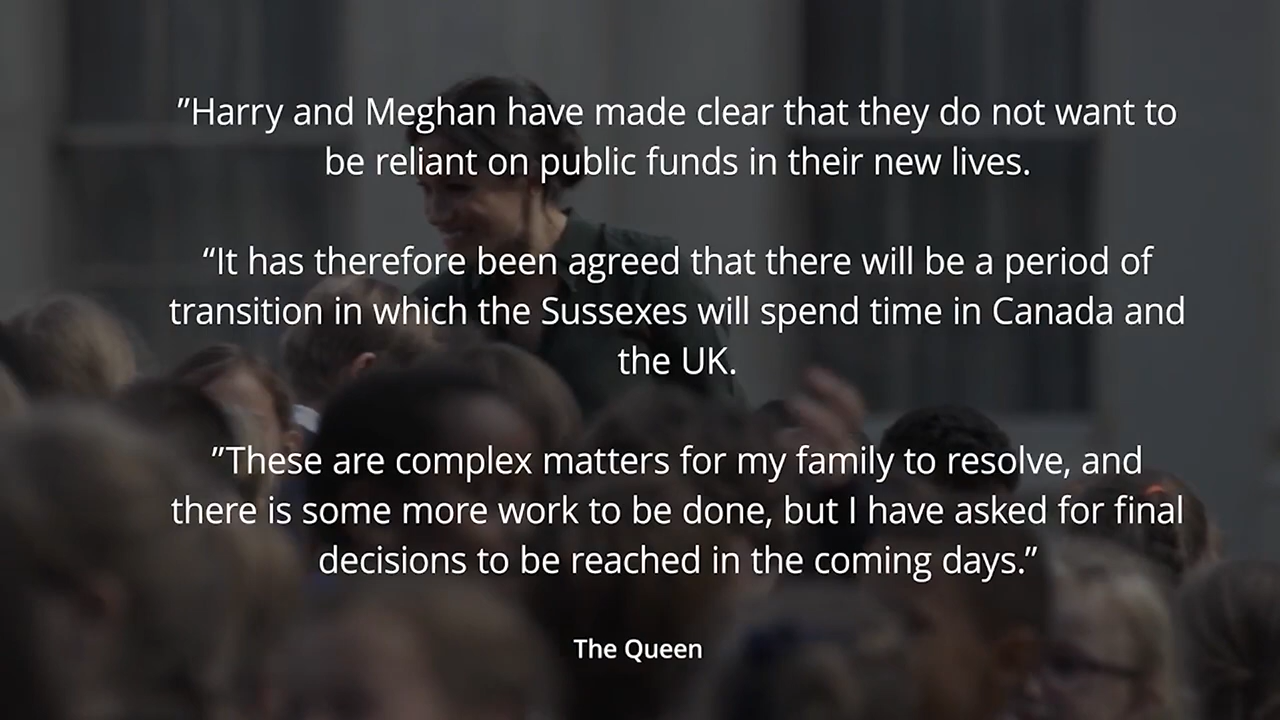 ”Harry and Meghan have made clear that they do not want to
be reliant on public funds in their new lives.
“It has therefore been agreed that there will be a period of
transition in which the Sussexes will spend time in Canada and
the UK.
”These are complex matters for my family to resolve, and
there is some more work to be done, but I have asked for final
decisions to be reached in the coming days.”
The Queen